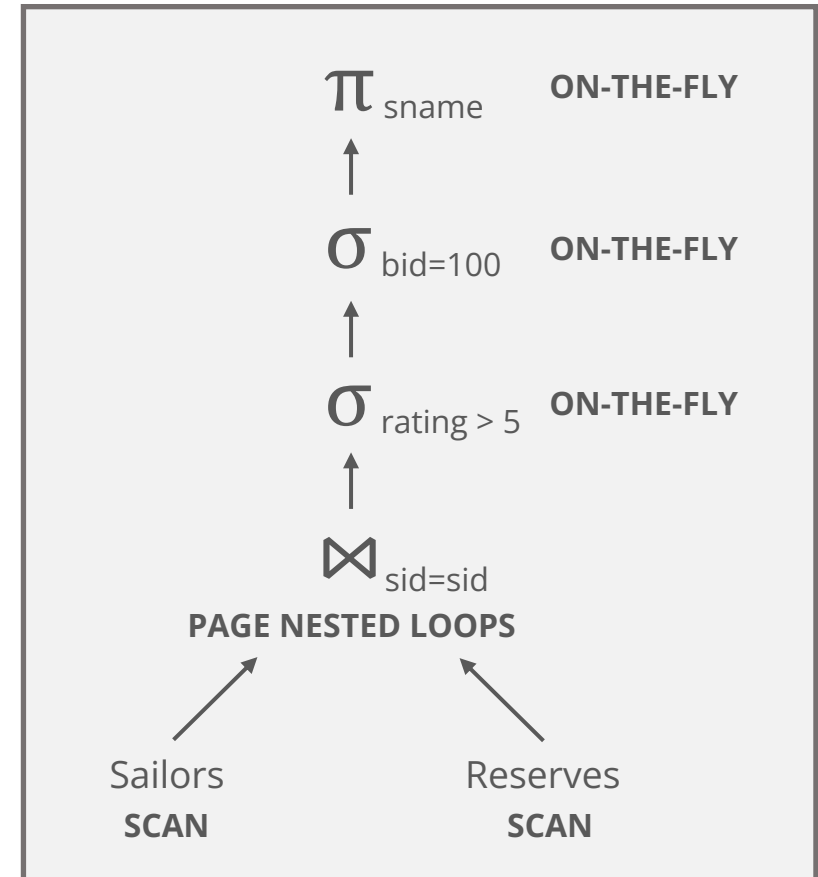 π sname ON-THE-FLY
σ bid=100 ON-THE-FLY
σ rating > 5 ON-THE-FLY
⋈ sid=sid
PAGE NESTED LOOPS
Sailors Reserves
SCAN SCAN